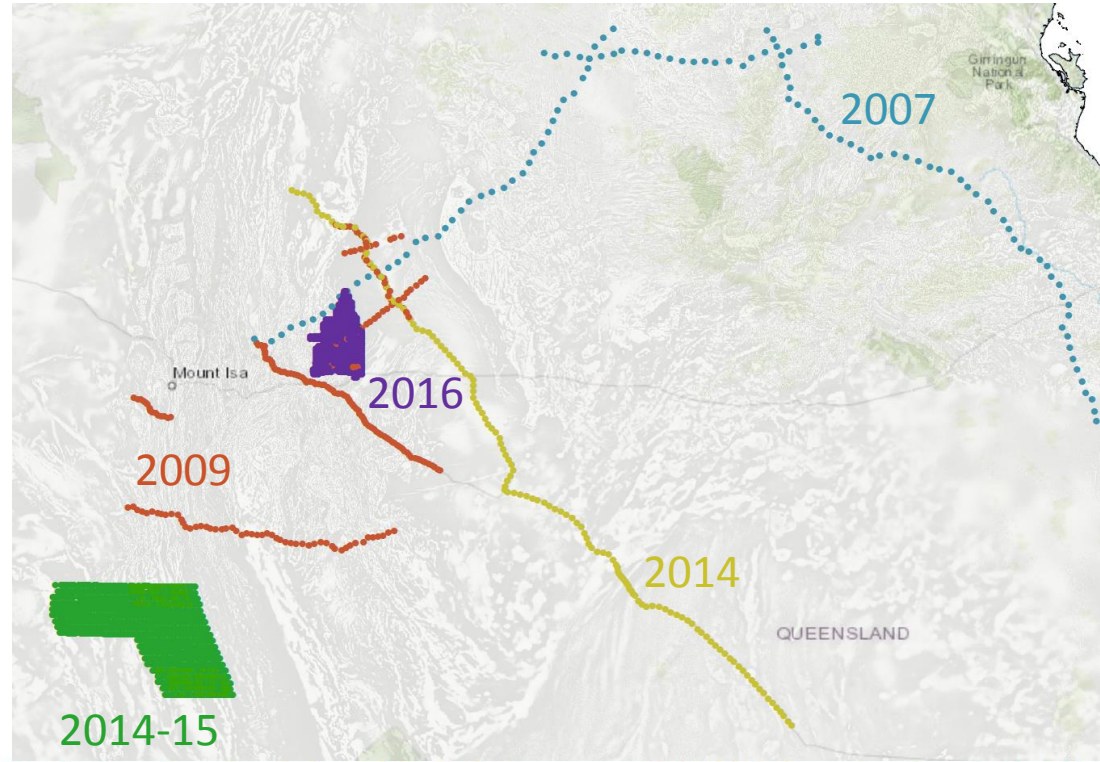 Girringun
National
Park
2007
Mount Isa
2016
2009
2014
QUEENSLAND
2014-15